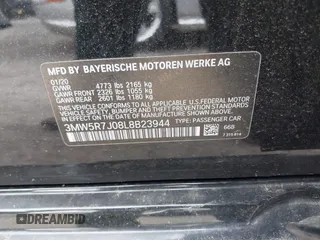 MFD BY BAYERISCHE MOTOREN WERKE AG
01/20
GVWR 4773 lbs 2165 kg
GAWR FRONT 2326 lbs 1055 kg
GAWR REAR 2601 lbs 1180 kg
THIS VEHICLE CONFORMS TO ALL APPLICABLE
FEDERAL MOTOR VEHICLE SAFETY, BUMPER AND
THEFT PREVENTION STANDARDS IN EFFECT ON THE
DATE OF MANUFACTURE SHOWN ABOVE.
3MW5R7J08L8B23944
TYPE: PASSENGER CAR
668
AUTOBIDMASTER
DREAMBID